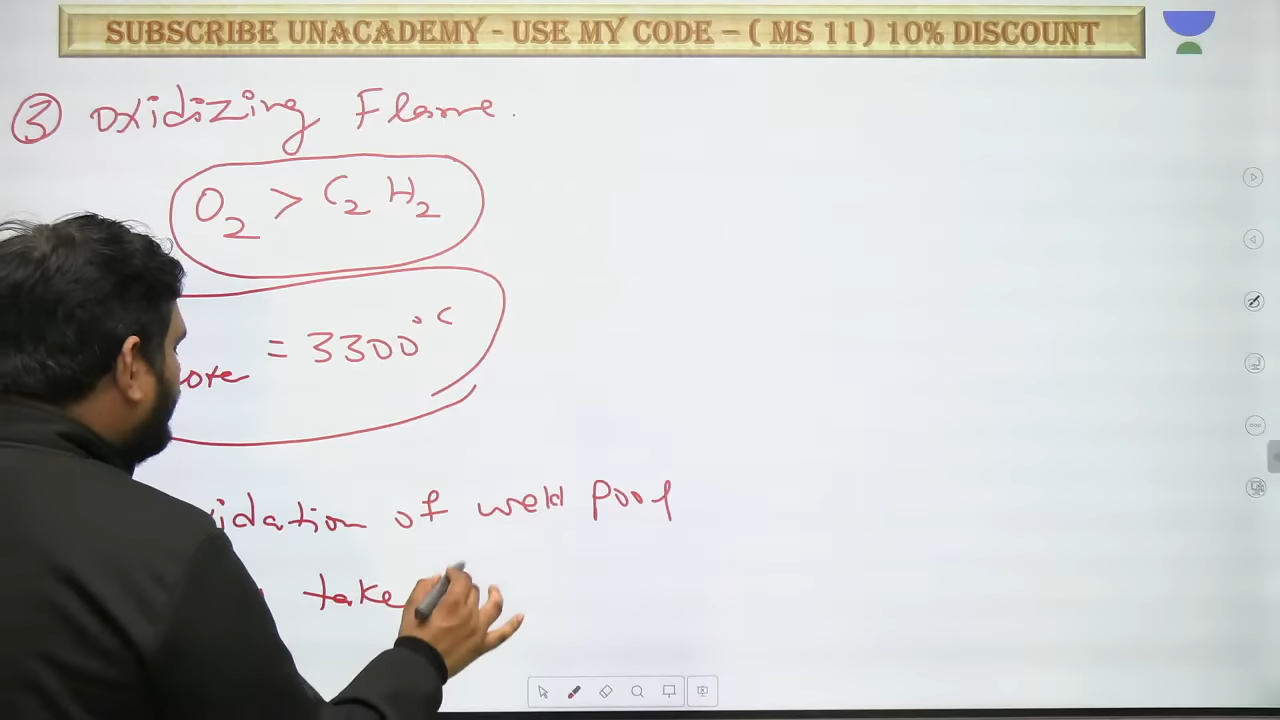 SUBSCRIBE UNACADEMY - USE MY CODE – ( MS 11) 10% DISCOUNT
③ Oxidizing Flame.
O₂ > C₂ H₂
= 3300°C
idation of weld Pool
take